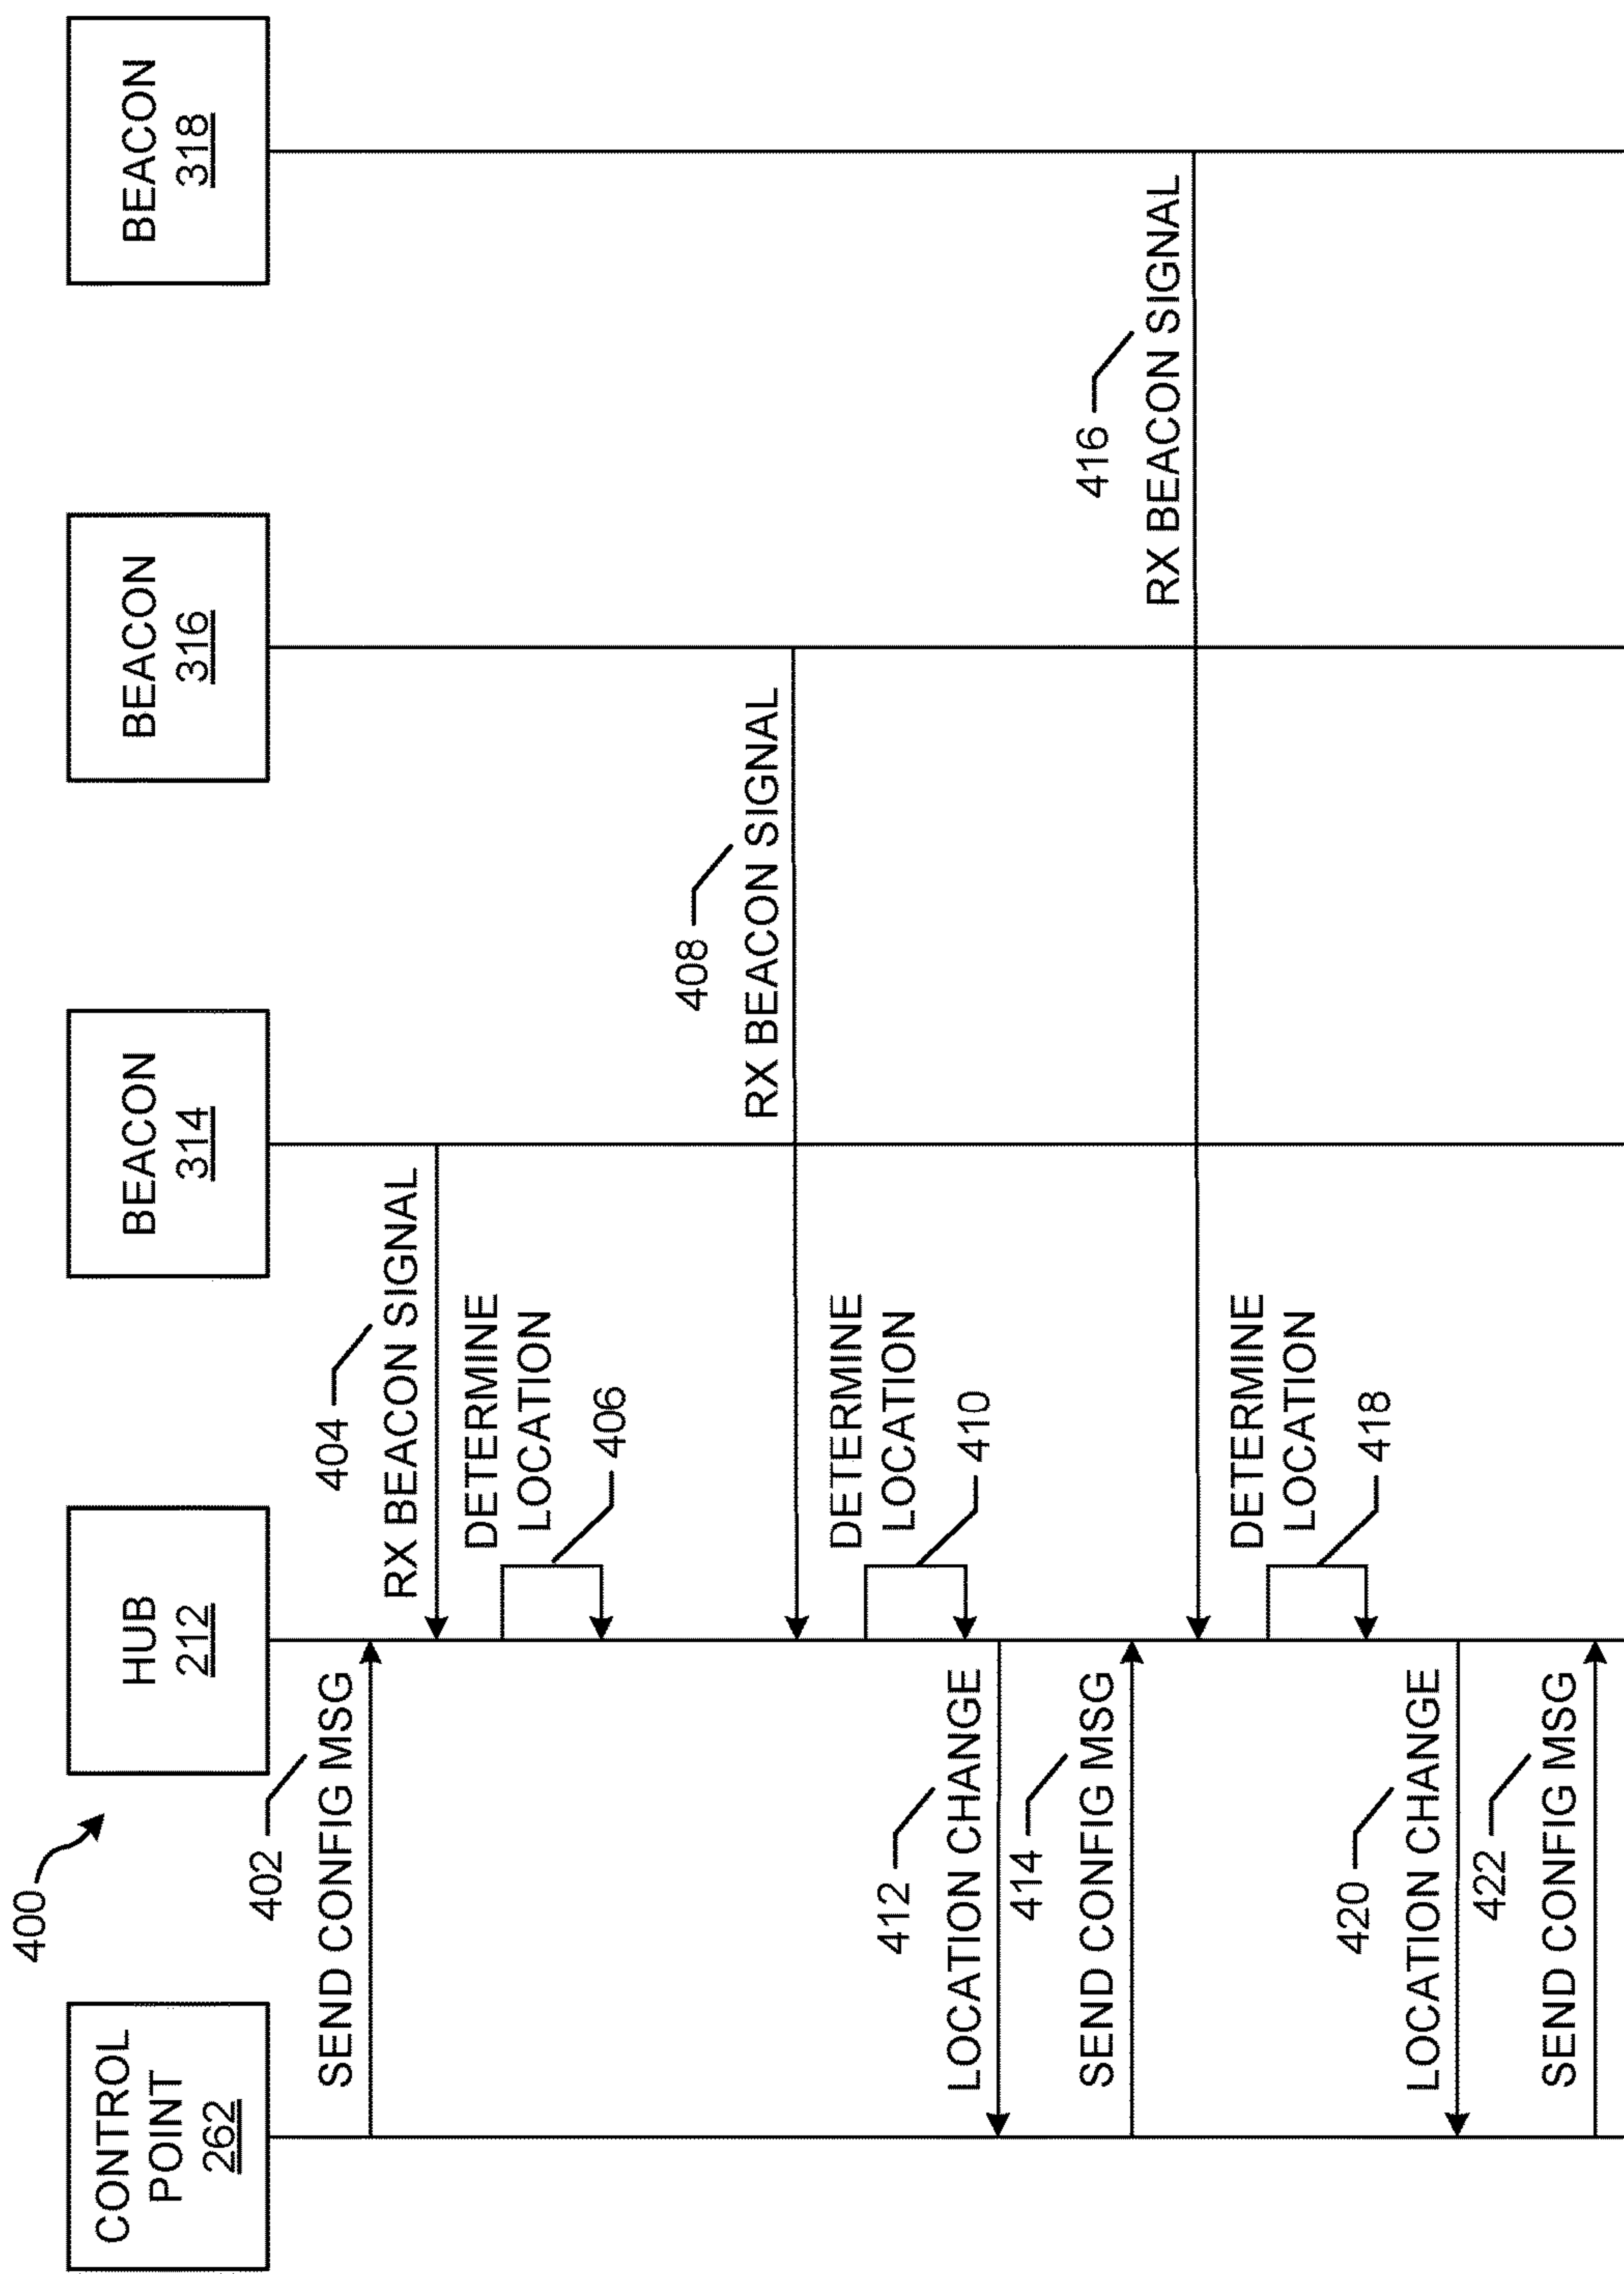 400
CONTROL
POINT
262
HUB
212
BEACON
314
BEACON
316
BEACON
318
402
SEND CONFIG MSG
404
RX BEACON SIGNAL
DETERMINE
LOCATION
406
408
RX BEACON SIGNAL
DETERMINE
LOCATION
410
412
LOCATION CHANGE
414
SEND CONFIG MSG
416
RX BEACON SIGNAL
DETERMINE
LOCATION
418
420
LOCATION CHANGE
422
SEND CONFIG MSG